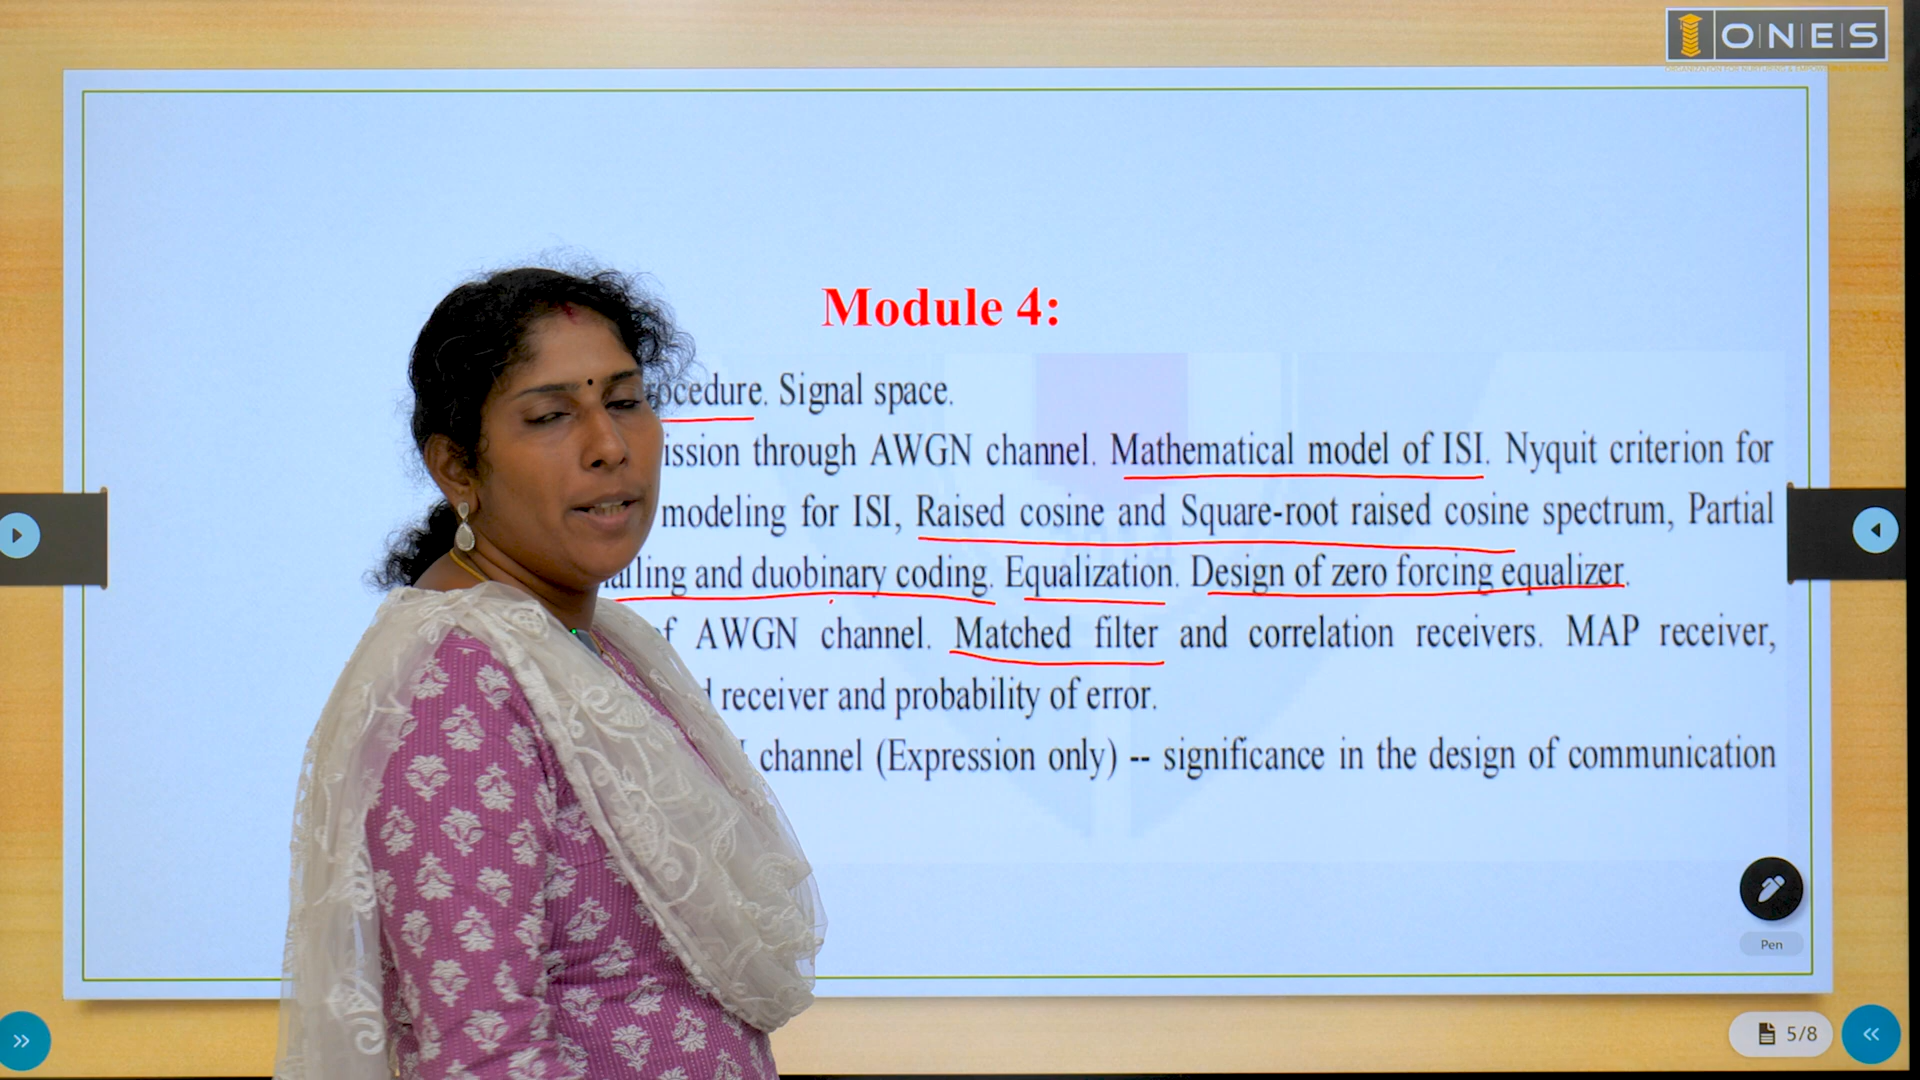 ONES
Module 4:
procedure. Signal space.
through AWGN channel. Mathematical model of ISI. Nyquit criterion for
modeling for ISI, Raised cosine and Square-root raised cosine spectrum, Partial
and duobinary coding. Equalization. Design of zero forcing equalizer.
AWGN channel. Matched filter and correlation receivers. MAP receiver,
receiver and probability of error.
channel (Expression only) -- significance in the design of communication
Pen
5/8